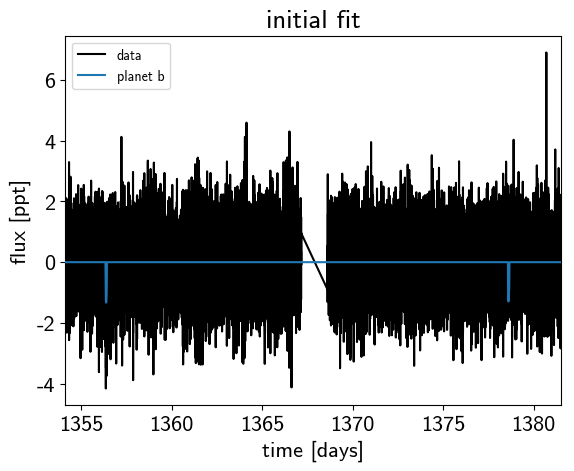 initial fit
data
planet b
flux [ppt]
6
4
2
0
-2
-4
1355 1360 1365 1370 1375 1380
time [days]